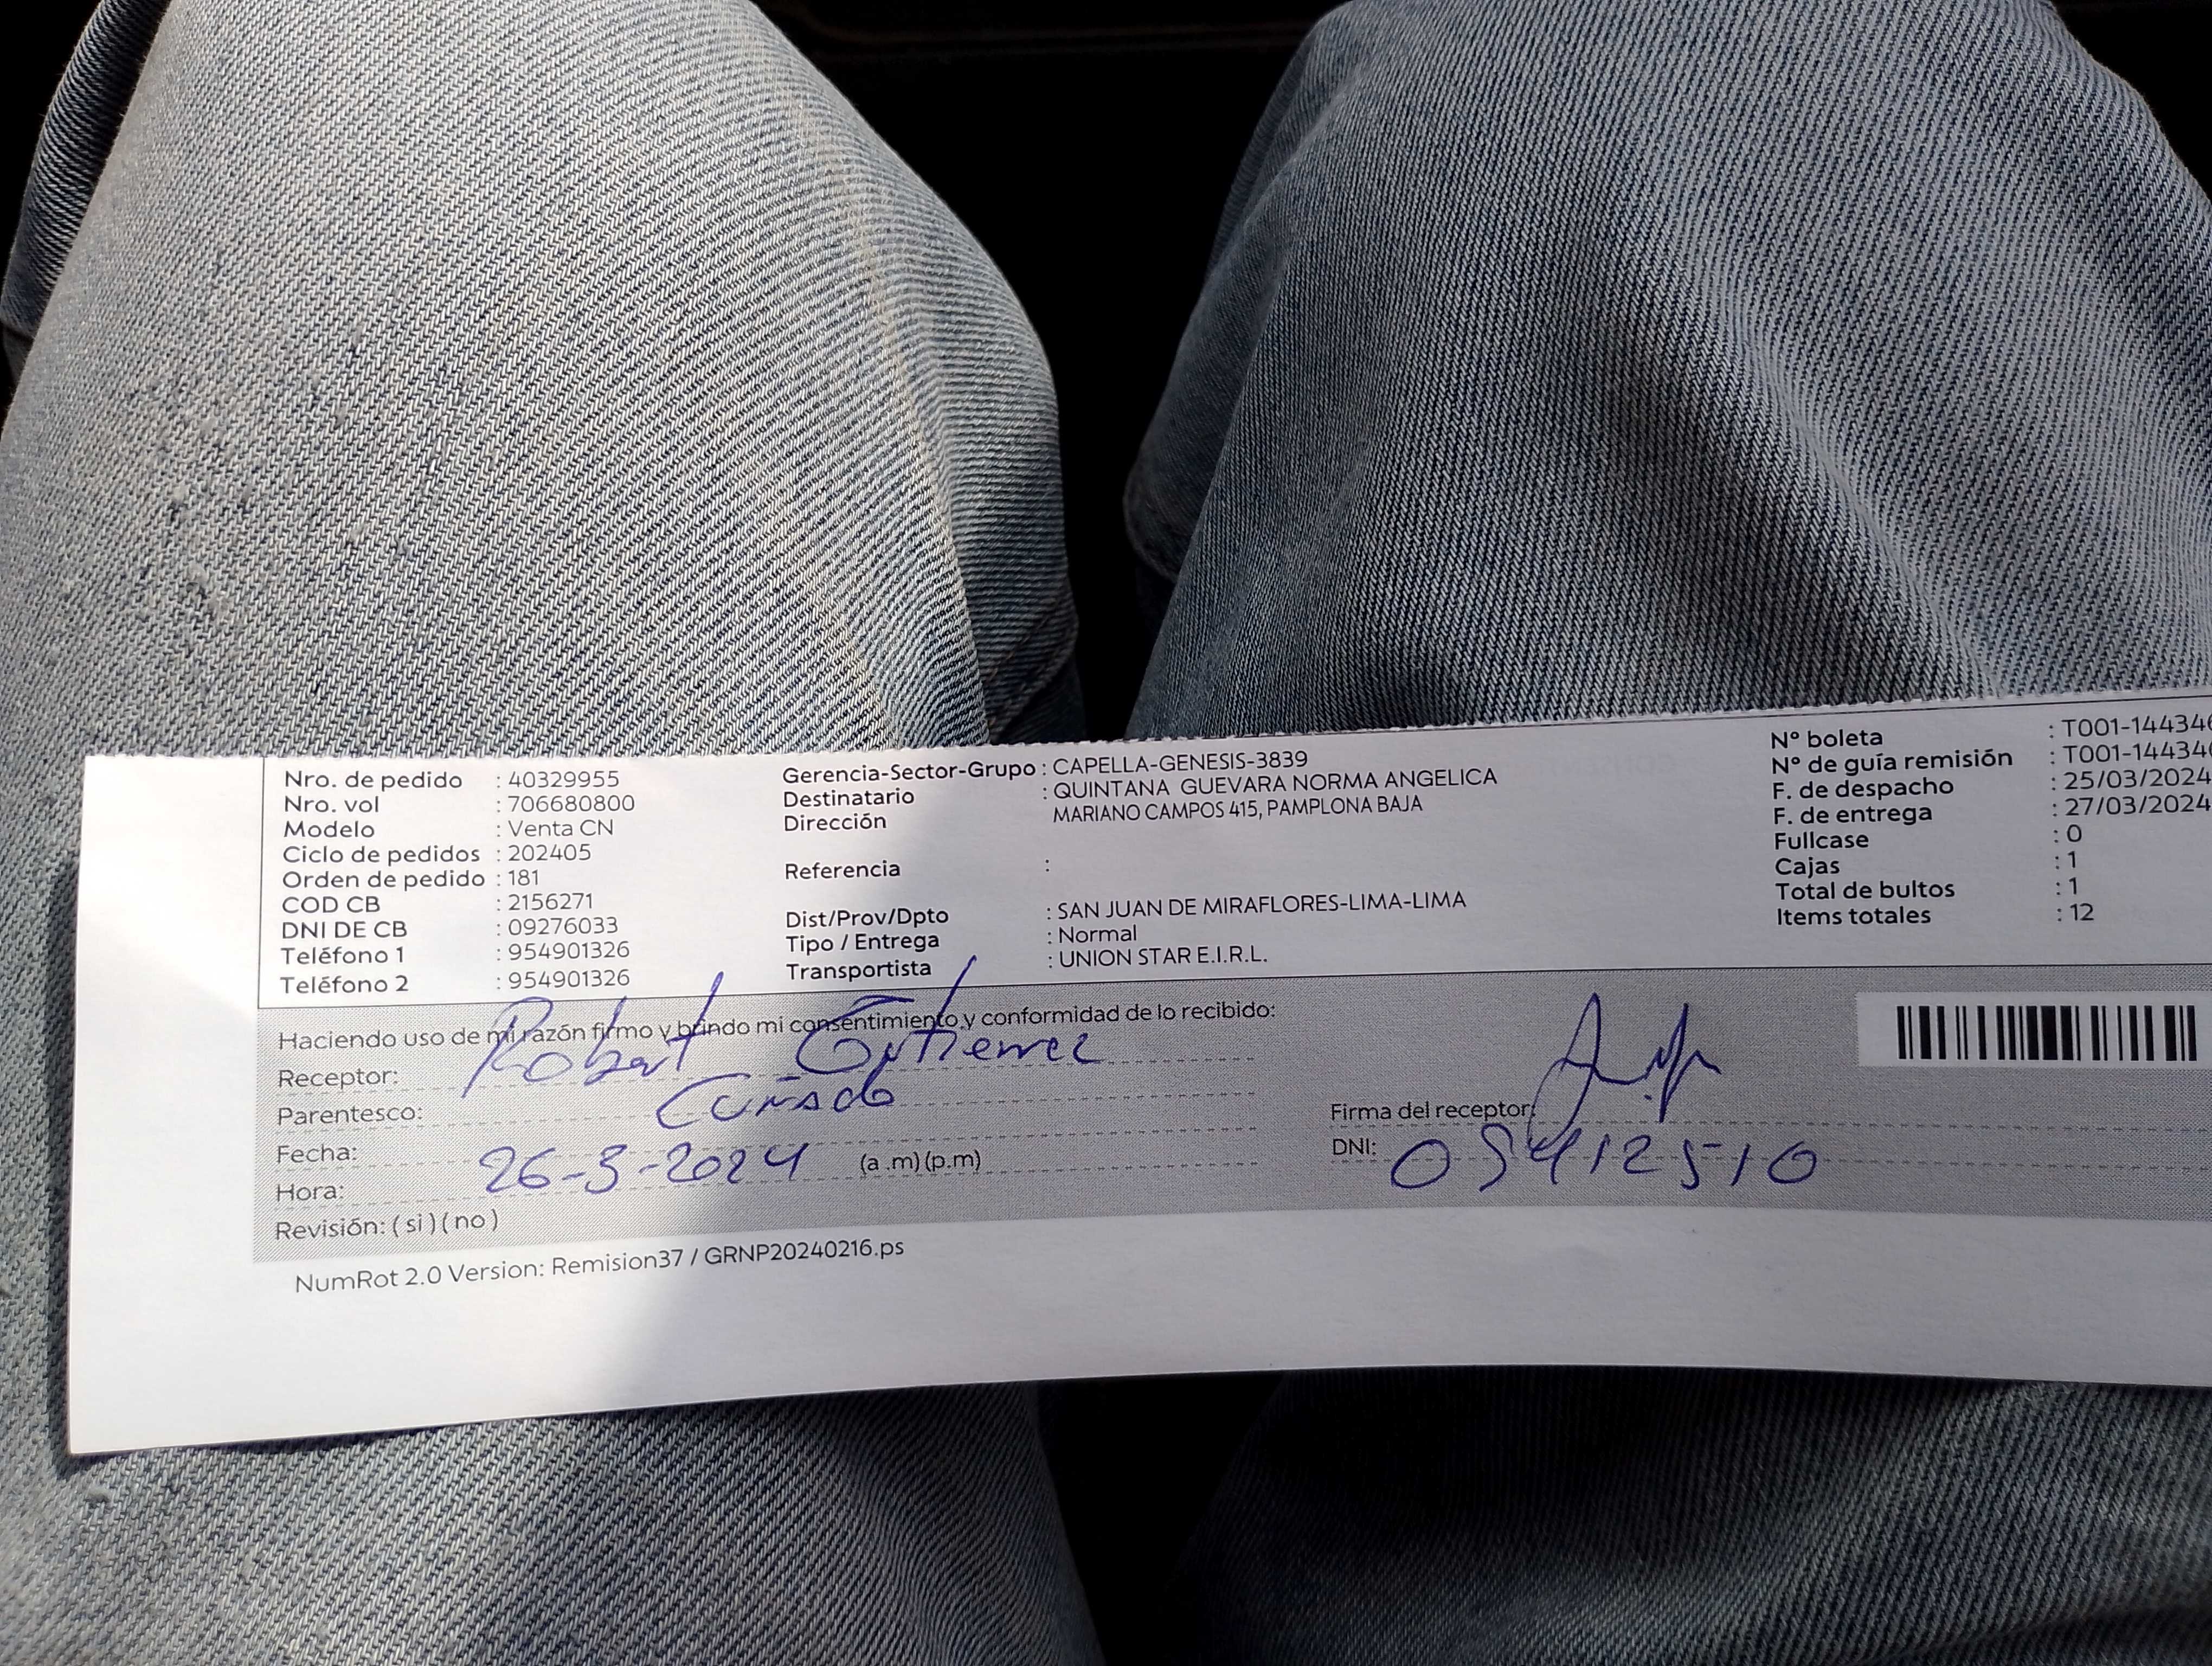 Nro. de pedido : 40329955
Nro. vol : 706680800
Modelo : Venta CN
Ciclo de pedidos : 202405
Orden de pedido : 181
COD CB : 2156271
DNI DE CB : 09276033
Teléfono 1 : 954901326
Teléfono 2 : 954901326
Gerencia-Sector-Grupo : CAPELLA-GENESIS-3839
Destinatario : QUINTANA GUEVARA NORMA ANGELICA
Dirección MARIANO CAMPOS 415, PAMPLONA BAJA
Referencia :
Dist/Prov/Dpto : SAN JUAN DE MIRAFLORES-LIMA-LIMA
Tipo / Entrega : Normal
Transportista : UNION STAR E.I.R.L.
N° boleta : T001-144346
N° de guía remisión : T001-144346
F. de despacho : 25/03/2024
F. de entrega : 27/03/2024
Fullcase : 0
Cajas : 1
Total de bultos : 1
Items totales : 12
Haciendo uso de mi razón firmo y brindo mi consentimiento y conformidad de lo recibido:
Receptor: Robert Gutierrez
Parentesco: Cuñado
Fecha: 26-3-2024
Hora: (a .m) (p.m)
Revisión: ( si ) ( no )
Firma del receptor:
DNI:
NumRot 2.0 Version: Remision37 / GRNP20240216.ps